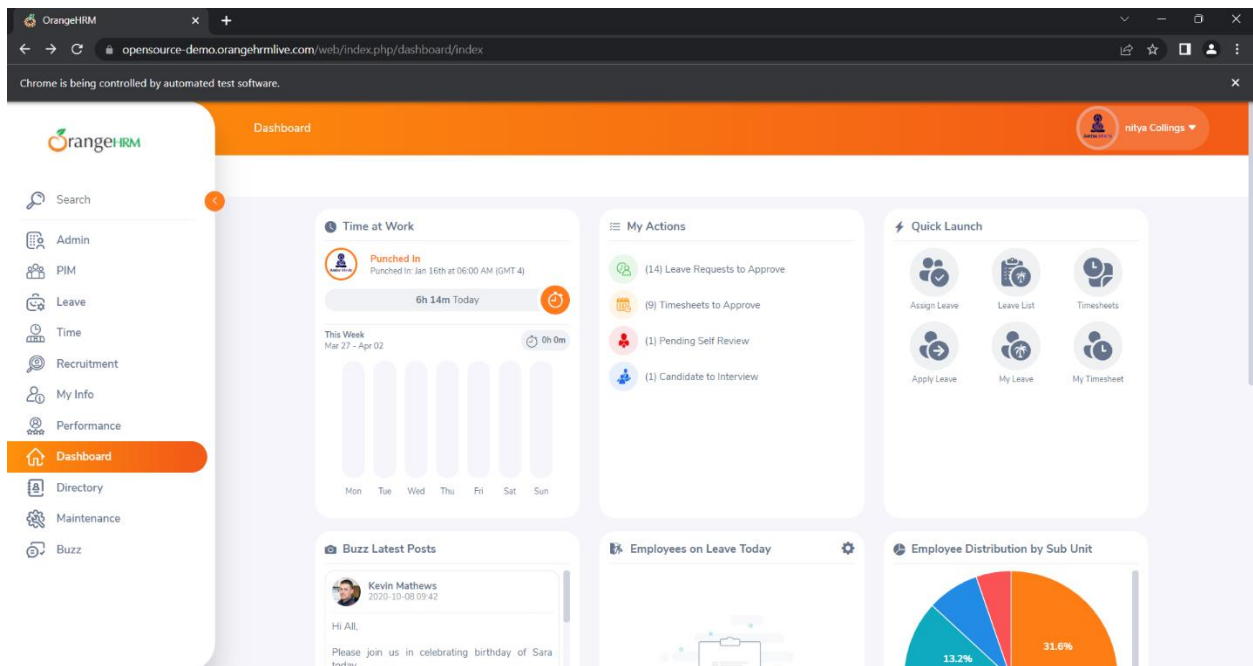 OrangeHRM
opensource-demo.orangehrmlive.com/web/index.php/dashboard/index
Chrome is being controlled by automated test software.
OrangeHRM
Search
Admin
PIM
Leave
Time
Recruitment
My Info
Performance
Dashboard
Directory
Maintenance
Buzz
Dashboard
nitya Collings
Time at Work
Punched In
Punched In: Jan 16th at 06:00 AM (GMT 4)
6h 14m Today
This Week
Mar 27 - Apr 02
0h 0m
Mon Tue Wed Thu Fri Sat Sun
My Actions
(14) Leave Requests to Approve
(9) Timesheets to Approve
(1) Pending Self Review
(1) Candidate to Interview
Quick Launch
Assign Leave Leave List Timesheets
Apply Leave My Leave My Timesheet
Buzz Latest Posts
Kevin Mathews
2020-10-08 09:42
Hi All,
Please join us in celebrating birthday of Sara
today
Employees on Leave Today
Employee Distribution by Sub Unit
31.6%
13.2%